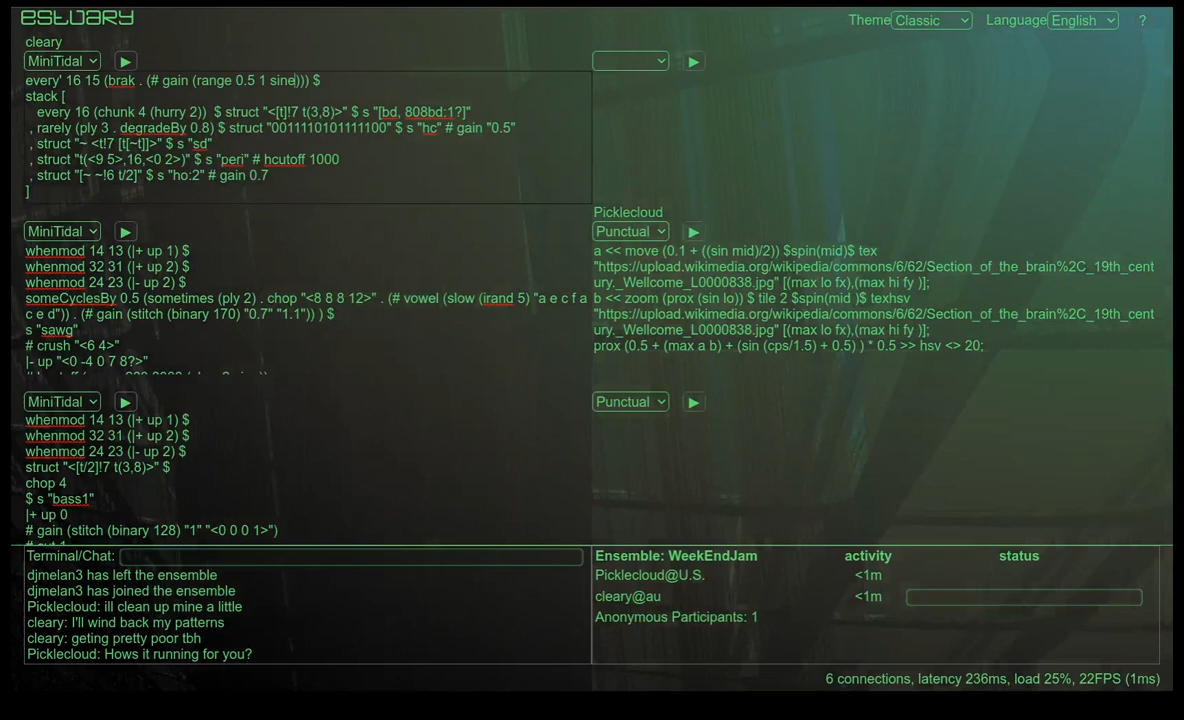 estuary
Theme Classic Language English ?
cleary
MiniTidal
every' 16 15 (brak . (# gain (range 0.5 1 sine))) $
stack [
every 16 (chunk 4 (hurry 2)) $ struct "<[t]!7 t(3,8)>" $ s "[bd, 808bd:1?]"
, rarely (ply 3 . degradeBy 0.8) $ struct "0011110101111100" $ s "hc" # gain "0.5"
, struct "~ <t!7 [t[~t]]>" $ s "sd"
, struct "t(<9 5>,16,<0 2>)" $ s "peri" # hcutoff 1000
, struct "[~ ~!6 t/2]" $ s "ho:2" # gain 0.7
]
MiniTidal
whenmod 14 13 (|+ up 1) $
whenmod 32 31 (|+ up 2) $
whenmod 24 23 (|- up 2) $
someCyclesBy 0.5 (sometimes (ply 2) . chop "<8 8 8 12>" . (# vowel (slow (irand 5) "a e c f a
c e d")) . (# gain (stitch (binary 170) "0.7" "1.1")) ) $
s "sawg"
# crush "<6 4>"
|- up "<0 -4 0 7 8?>"
Picklecloud
Punctual
a << move (0.1 + ((sin mid)/2)) $spin(mid)$ tex
"https://upload.wikimedia.org/wikipedia/commons/6/62/Section_of_the_brain%2C_19th_cent
ury._Wellcome_L0000838.jpg" [(max lo fx),(max hi fy )];
b << zoom (prox (sin lo)) $ tile 2 $spin(mid )$ texhsv
"https://upload.wikimedia.org/wikipedia/commons/6/62/Section_of_the_brain%2C_19th_cent
ury._Wellcome_L0000838.jpg" [(max lo fx),(max hi fy )];
prox (0.5 + (max a b) + (sin (cps/1.5) + 0.5) ) * 0.5 >> hsv <> 20;
MiniTidal
whenmod 14 13 (|+ up 1) $
whenmod 32 31 (|+ up 2) $
whenmod 24 23 (|- up 2) $
struct "<[t/2]!7 t(3,8)>" $
chop 4
$ s "bass1"
|+ up 0
# gain (stitch (binary 128) "1" "<0 0 0 1>")
Punctual
Terminal/Chat:
djmelan3 has left the ensemble
djmelan3 has joined the ensemble
Picklecloud: ill clean up mine a little
cleary: I'll wind back my patterns
cleary: geting pretty poor tbh
Picklecloud: Hows it running for you?
Ensemble: WeekEndJam activity status
Picklecloud@U.S. <1m
cleary@au <1m
Anonymous Participants: 1
6 connections, latency 236ms, load 25%, 22FPS (1ms)